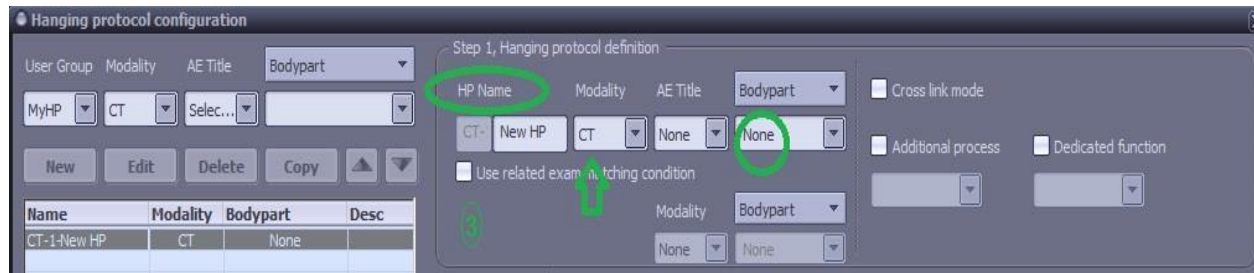 Hanging protocol configuration
User Group Modality AE Title Bodypart
MyHP CT Selec...
New Edit Delete Copy
Name Modality Bodypart Desc
CT-1-New HP CT None
Step 1, Hanging protocol definition
HP Name Modality AE Title Bodypart
CT- New HP CT None None
Use related exam matching condition
3
Modality Bodypart
None None
Cross link mode
Additional process Dedicated function